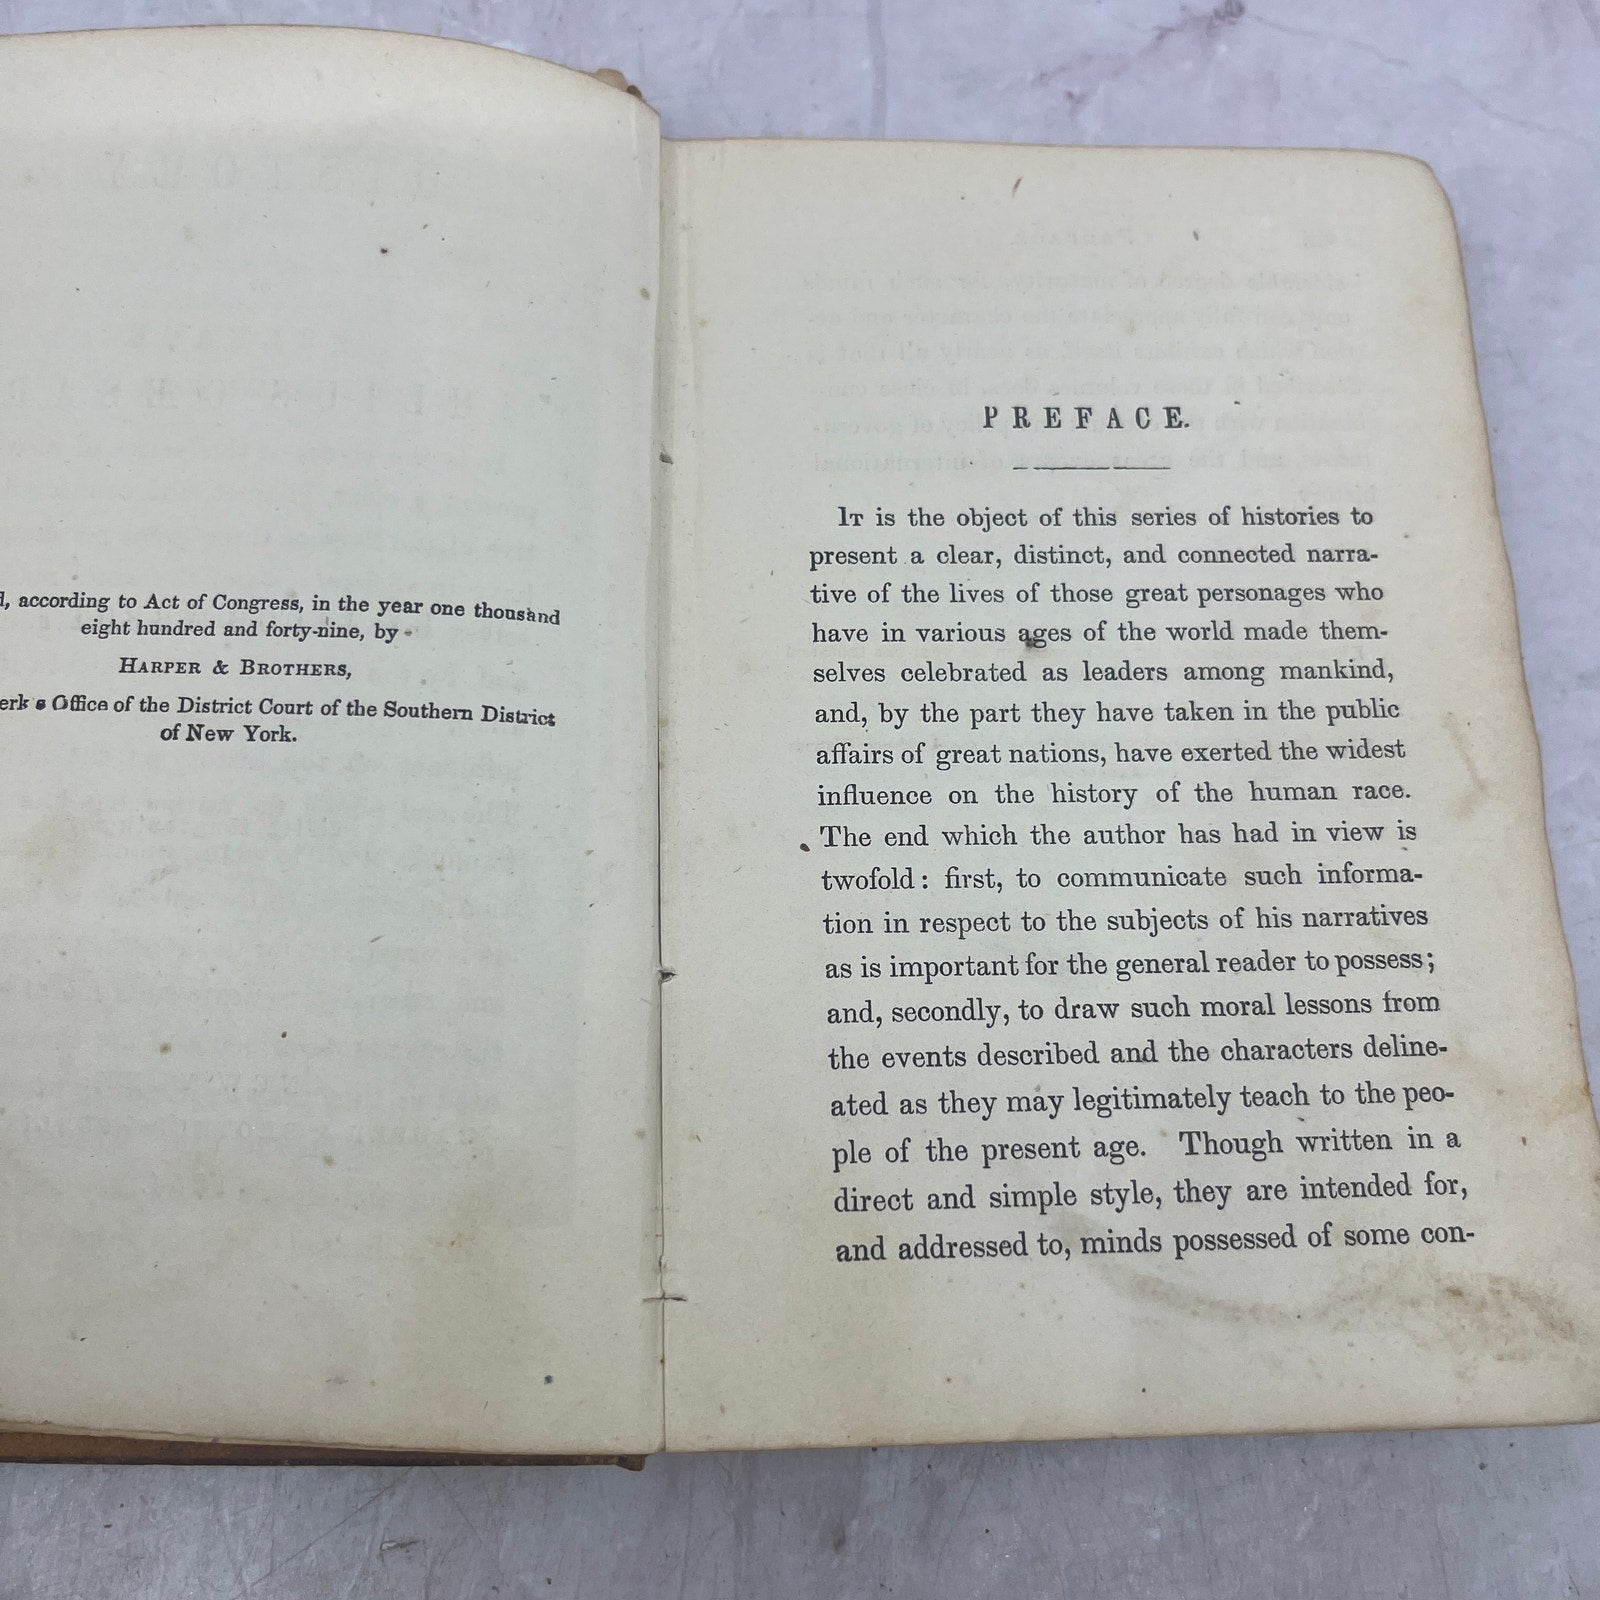 according to Act of Congress, in the year one thousand
eight hundred and forty-nine, by
HARPER & BROTHERS,
Office of the District Court of the Southern District
of New York.
PREFACE.
IT is the object of this series of histories to
present a clear, distinct, and connected narra-
tive of the lives of those great personages who
have in various ages of the world made them-
selves celebrated as leaders among mankind,
and, by the part they have taken in the public
affairs of great nations, have exerted the widest
influence on the history of the human race.
The end which the author has had in view is
twofold: first, to communicate such informa-
tion in respect to the subjects of his narratives
as is important for the general reader to possess;
and, secondly, to draw such moral lessons from
the events described and the characters deline-
ated as they may legitimately teach to the peo-
ple of the present age. Though written in a
direct and simple style, they are intended for,
and addressed to, minds possessed of some con-